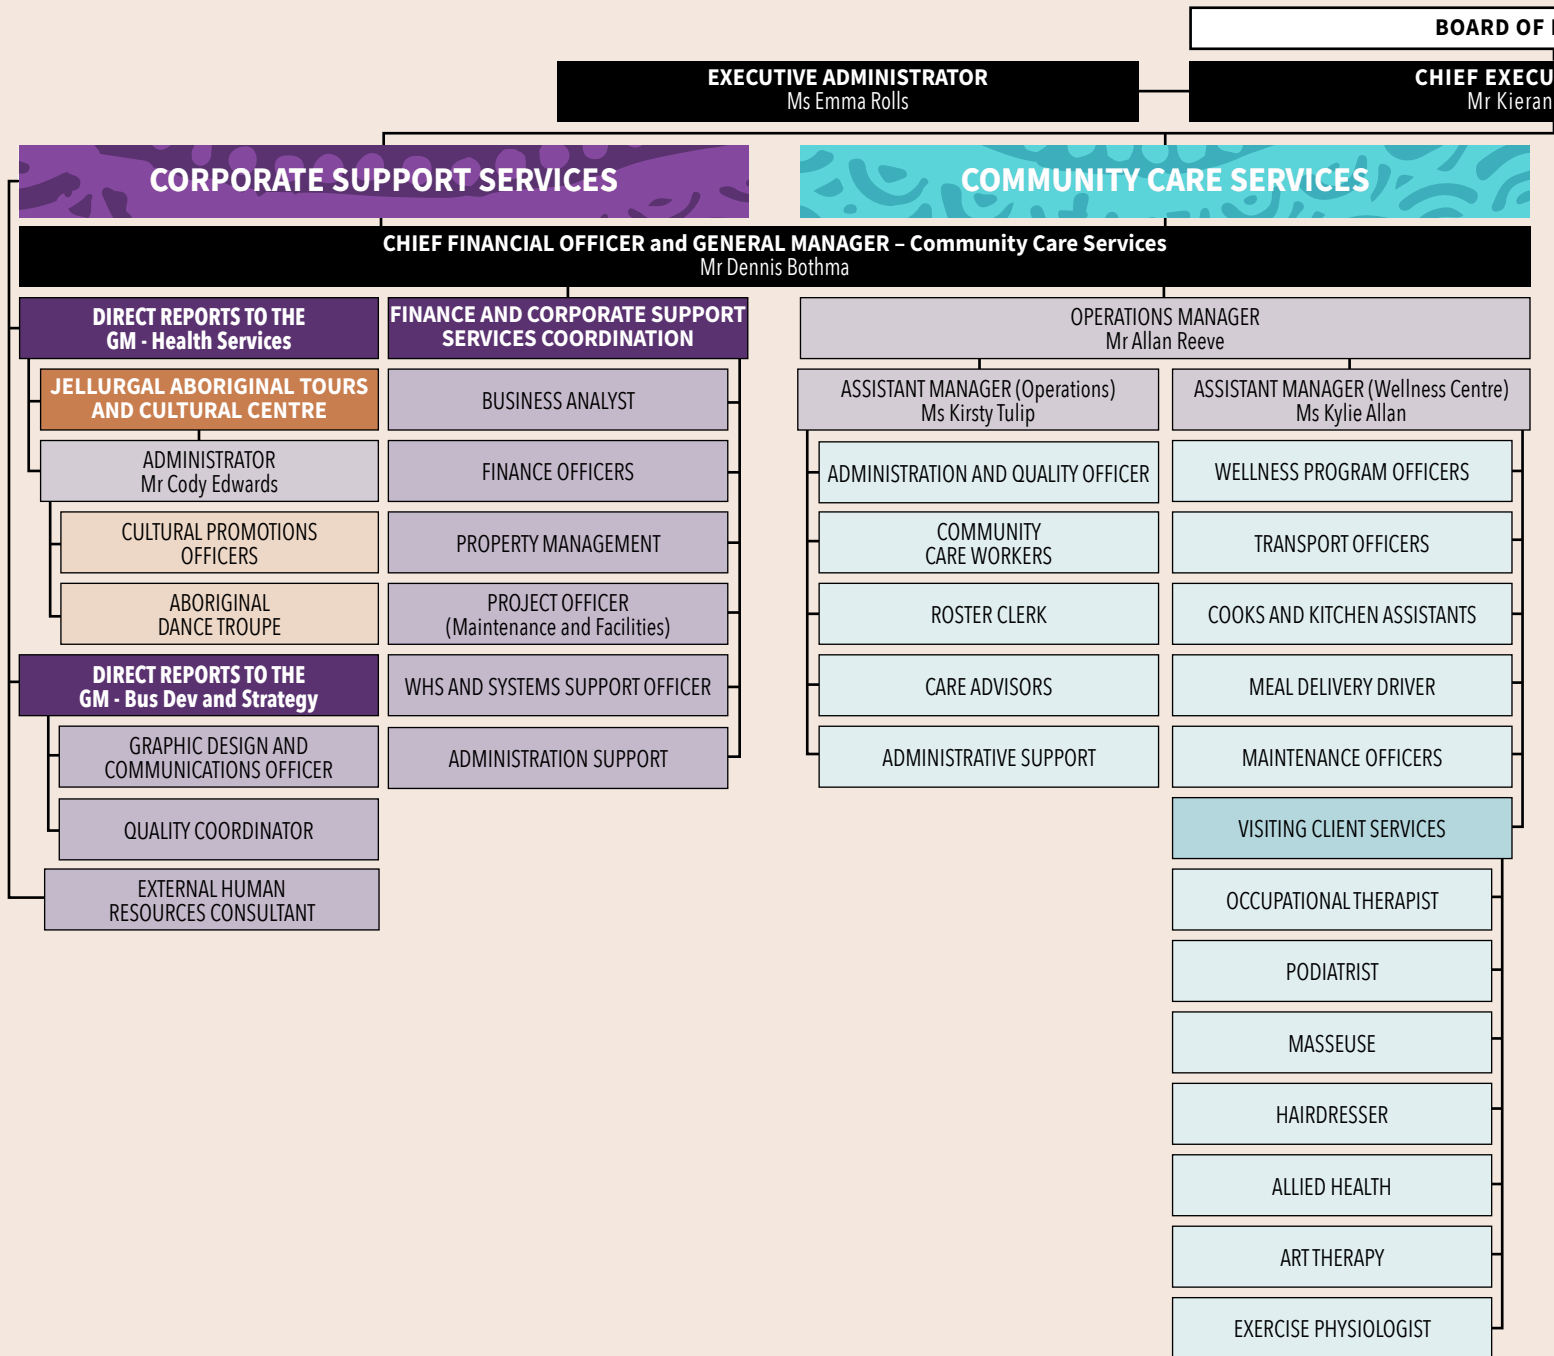 BOARD OF
EXECUTIVE ADMINISTRATOR
Ms Emma Rolls
CHIEF EXECU
Mr Kieran
CORPORATE SUPPORT SERVICES
COMMUNITY CARE SERVICES
CHIEF FINANCIAL OFFICER and GENERAL MANAGER – Community Care Services
Mr Dennis Bothma
DIRECT REPORTS TO THE
GM - Health Services
JELLURGAL ABORIGINAL TOURS
AND CULTURAL CENTRE
ADMINISTRATOR
Mr Cody Edwards
CULTURAL PROMOTIONS
OFFICERS
ABORIGINAL
DANCE TROUPE
DIRECT REPORTS TO THE
GM - Bus Dev and Strategy
GRAPHIC DESIGN AND
COMMUNICATIONS OFFICER
QUALITY COORDINATOR
EXTERNAL HUMAN
RESOURCES CONSULTANT
FINANCE AND CORPORATE SUPPORT
SERVICES COORDINATION
BUSINESS ANALYST
FINANCE OFFICERS
PROPERTY MANAGEMENT
PROJECT OFFICER
(Maintenance and Facilities)
WHS AND SYSTEMS SUPPORT OFFICER
ADMINISTRATION SUPPORT
OPERATIONS MANAGER
Mr Allan Reeve
ASSISTANT MANAGER (Operations)
Ms Kirsty Tulip
ADMINISTRATION AND QUALITY OFFICER
COMMUNITY
CARE WORKERS
ROSTER CLERK
CARE ADVISORS
ADMINISTRATIVE SUPPORT
ASSISTANT MANAGER (Wellness Centre)
Ms Kylie Allan
WELLNESS PROGRAM OFFICERS
TRANSPORT OFFICERS
COOKS AND KITCHEN ASSISTANTS
MEAL DELIVERY DRIVER
MAINTENANCE OFFICERS
VISITING CLIENT SERVICES
OCCUPATIONAL THERAPIST
PODIATRIST
MASSEUSE
HAIRDRESSER
ALLIED HEALTH
ART THERAPY
EXERCISE PHYSIOLOGIST